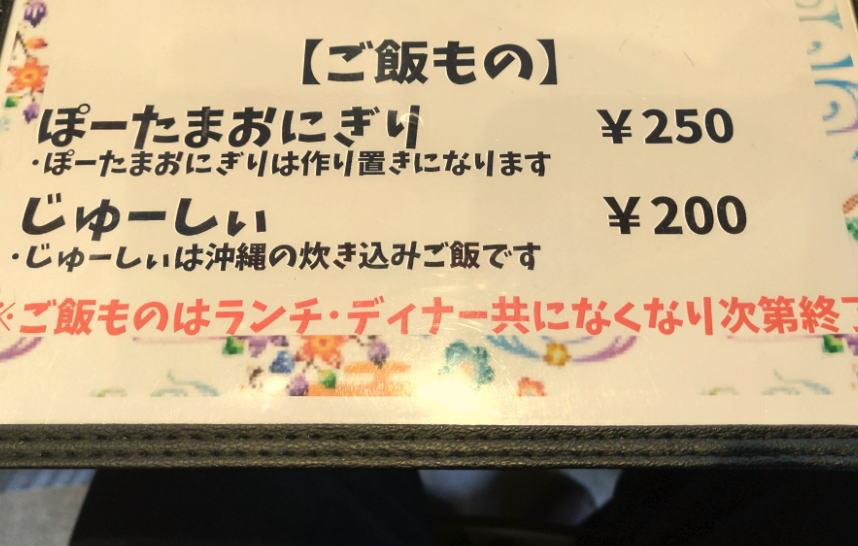 【ご飯もの】
ぽーたまおにぎり ￥250
・ぽーたまおにぎりは作り置きになります
じゅーしぃ ￥200
・じゅーしぃは沖縄の炊き込みご飯です
※ご飯ものはランチ・ディナー共になくなり次第終了